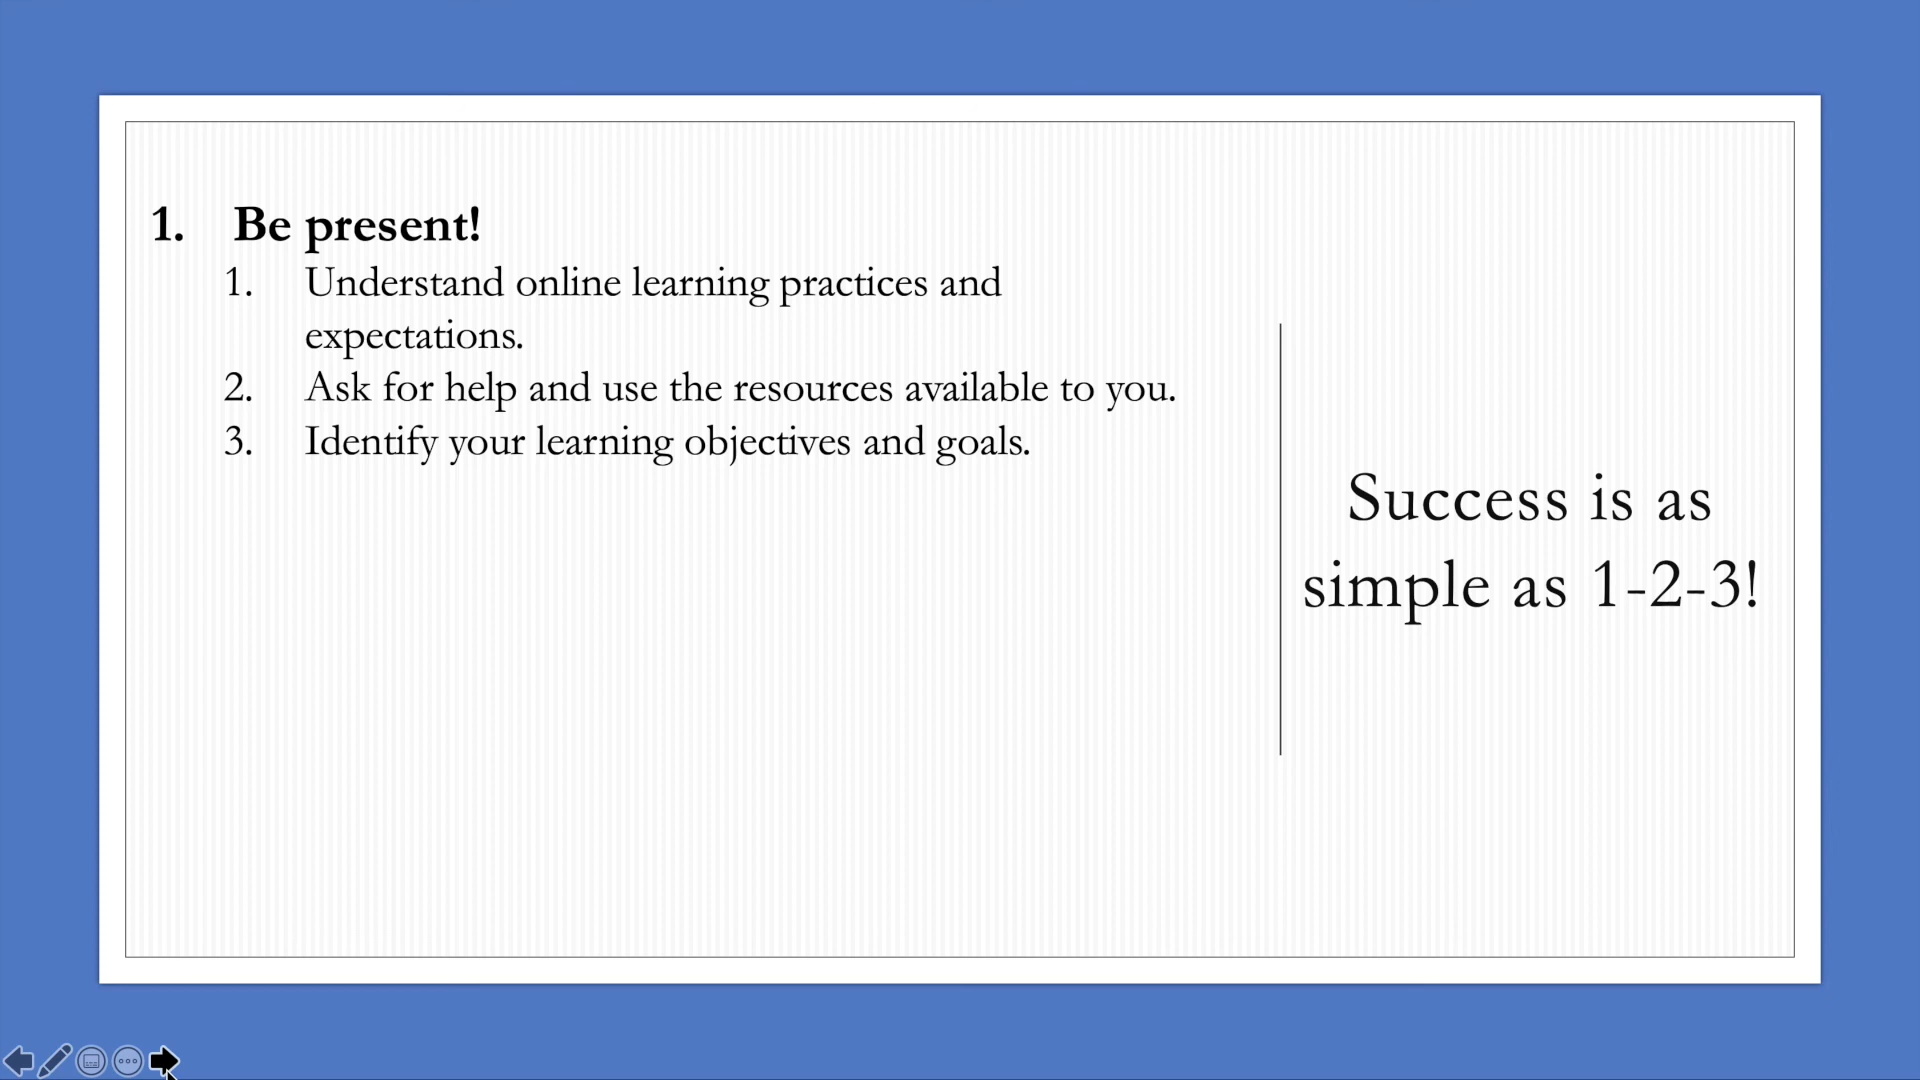 1. Be present!
1. Understand online learning practices and
expectations.
2. Ask for help and use the resources available to you.
3. Identify your learning objectives and goals.
Success is as
simple as 1-2-3!